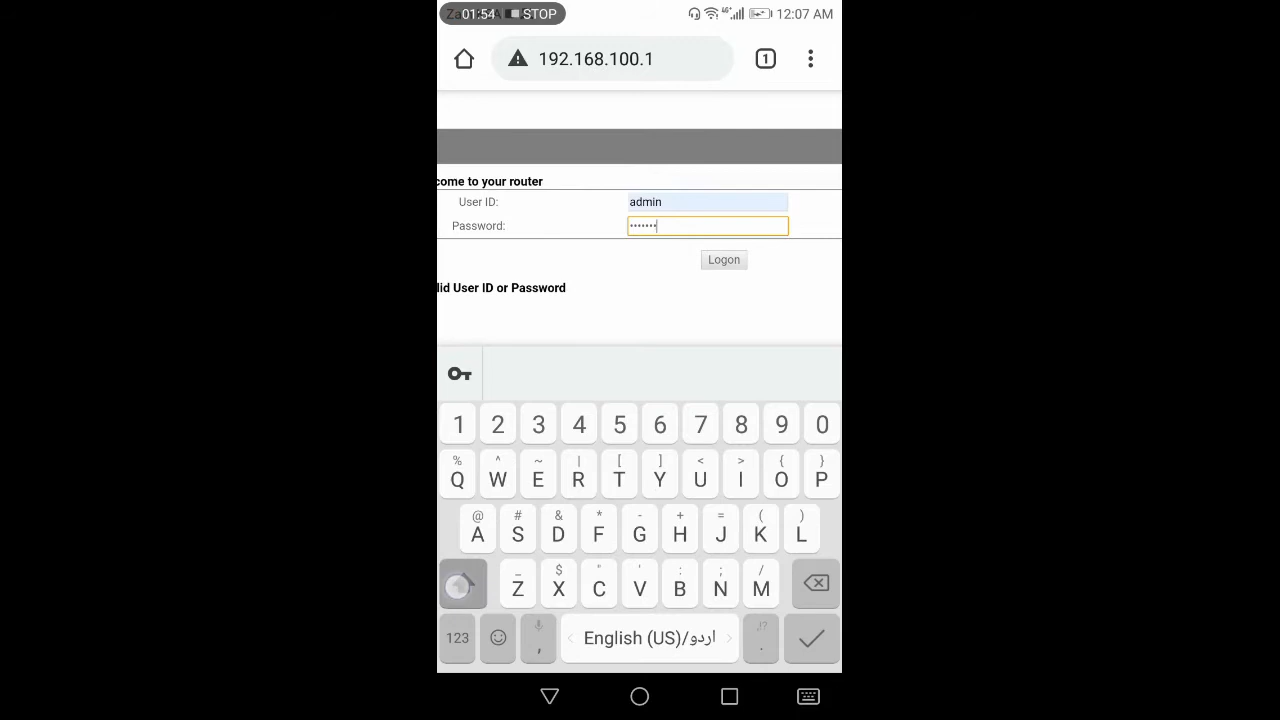 01:54 STOP 12:07 AM
192.168.100.1 1
come to your router
User ID: admin
Password: •••••••
Logon
lid User ID or Password
1 2 3 4 5 6 7 8 9 0
% ^ ~ | [ ] < > { }
Q W E R T Y U I O P
@ # & * - + = ( )
A S D F G H J K L
_ $ " ' : ; /
Z X C V B N M
123 , English (US)/اردو .